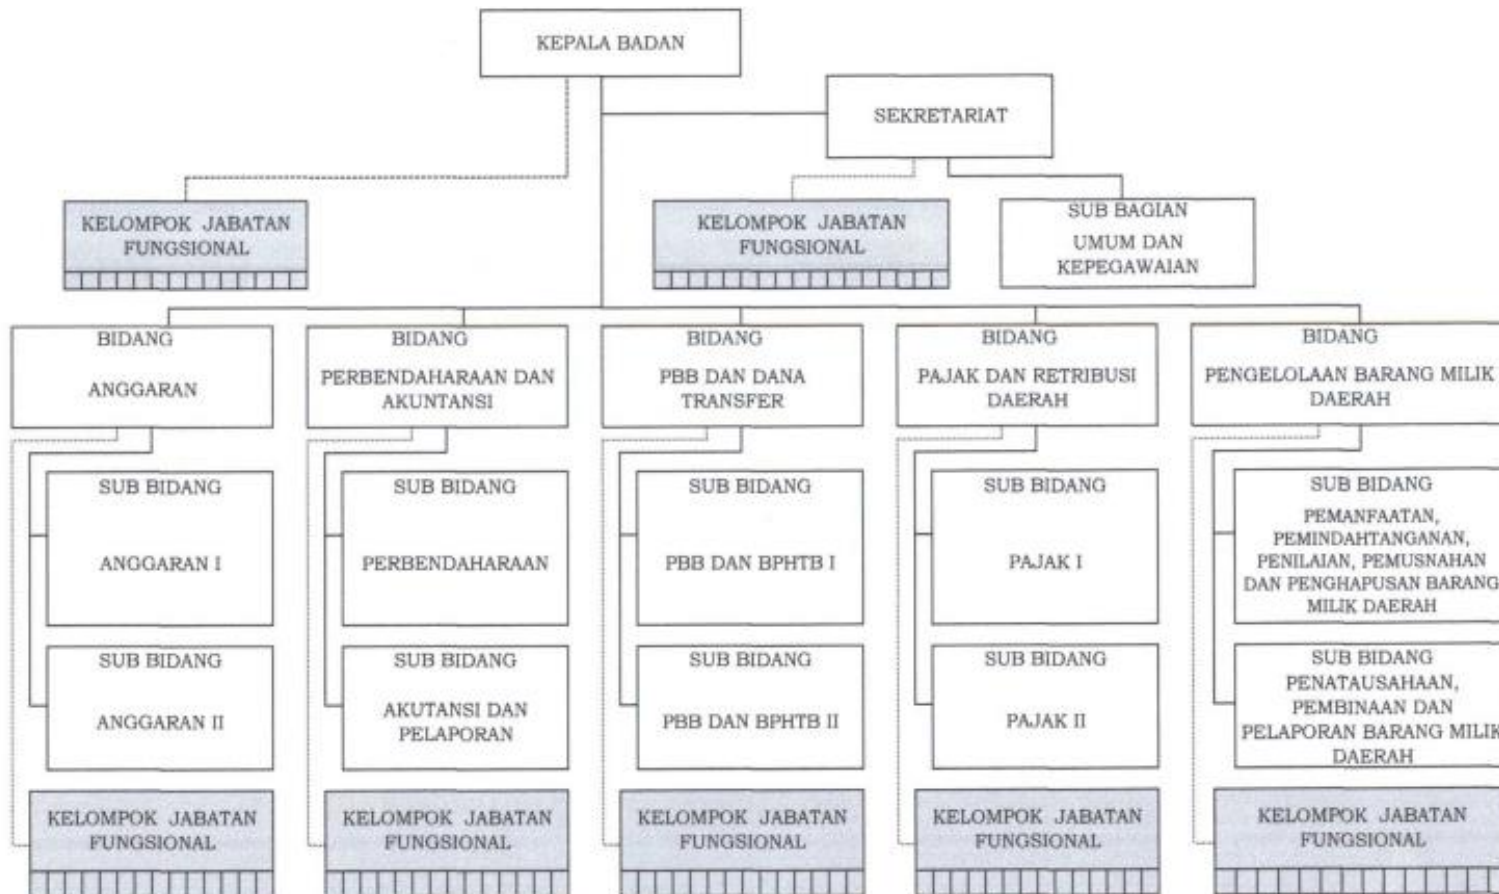 KEPALA BADAN
SEKRETARIAT
KELOMPOK JABATAN
FUNGSIONAL
KELOMPOK JABATAN
FUNGSIONAL
SUB BAGIAN
UMUM DAN
KEPEGAWAIAN
BIDANG
ANGGARAN
BIDANG
PERBENDAHARAAN DAN
AKUNTANSI
BIDANG
PBB DAN DANA
TRANSFER
BIDANG
PAJAK DAN RETRIBUSI
DAERAH
BIDANG
PENGELOLAAN BARANG MILIK
DAERAH
SUB BIDANG
ANGGARAN I
SUB BIDANG
PERBENDAHARAAN
SUB BIDANG
PBB DAN BPHTB I
SUB BIDANG
PAJAK I
SUB BIDANG
PEMANFAATAN,
PEMINDAHTANGANAN,
PENILAIAN, PEMUSNAHAN
DAN PENGHAPUSAN BARANG
MILIK DAERAH
SUB BIDANG
ANGGARAN II
SUB BIDANG
AKUTANSI DAN
PELAPORAN
SUB BIDANG
PBB DAN BPHTB II
SUB BIDANG
PAJAK II
SUB BIDANG
PENATAUSAHAAN,
PEMBINAAN DAN
PELAPORAN BARANG MILIK
DAERAH
KELOMPOK JABATAN
FUNGSIONAL
KELOMPOK JABATAN
FUNGSIONAL
KELOMPOK JABATAN
FUNGSIONAL
KELOMPOK JABATAN
FUNGSIONAL
KELOMPOK JABATAN
FUNGSIONAL